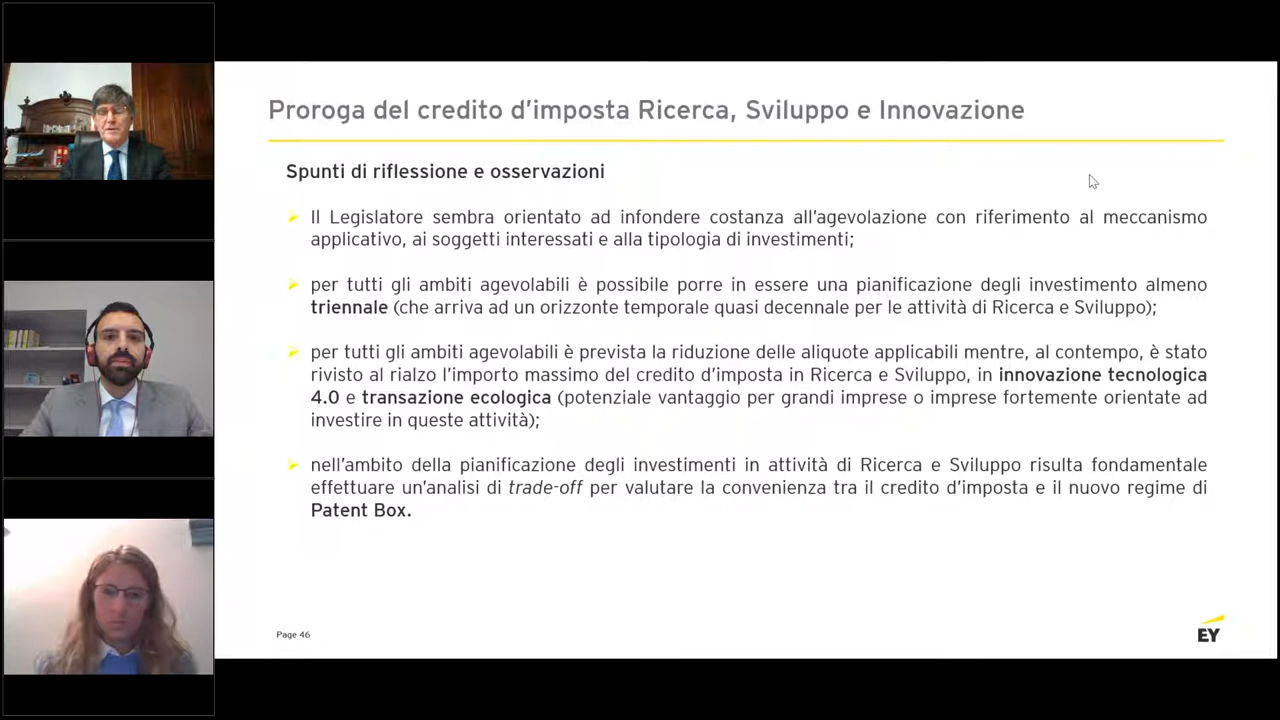 Proroga del credito d’imposta Ricerca, Sviluppo e Innovazione
Spunti di riflessione e osservazioni
Il Legislatore sembra orientato ad infondere costanza all’agevolazione con riferimento al meccanismo
applicativo, ai soggetti interessati e alla tipologia di investimenti;
per tutti gli ambiti agevolabili è possibile porre in essere una pianificazione degli investimento almeno
triennale (che arriva ad un orizzonte temporale quasi decennale per le attività di Ricerca e Sviluppo);
per tutti gli ambiti agevolabili è prevista la riduzione delle aliquote applicabili mentre, al contempo, è stato
rivisto al rialzo l’importo massimo del credito d’imposta in Ricerca e Sviluppo, in innovazione tecnologica
4.0 e transazione ecologica (potenziale vantaggio per grandi imprese o imprese fortemente orientate ad
investire in queste attività);
nell’ambito della pianificazione degli investimenti in attività di Ricerca e Sviluppo risulta fondamentale
effettuare un’analisi di trade-off per valutare la convenienza tra il credito d’imposta e il nuovo regime di
Patent Box.
Page 46
EY